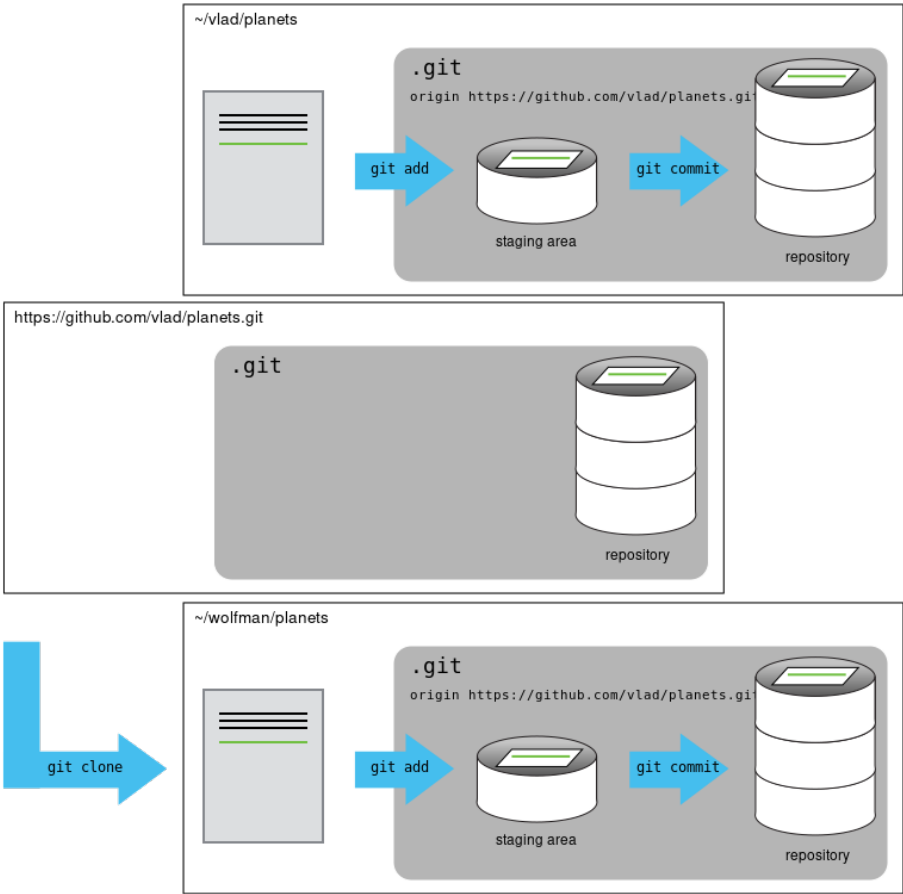 ~/vlad/planets
.git
origin https://github.com/vlad/planets.git
git add
git commit
staging area
repository
https://github.com/vlad/planets.git
.git
repository
~/wolfman/planets
.git
origin https://github.com/vlad/planets.git
git clone
git add
git commit
staging area
repository